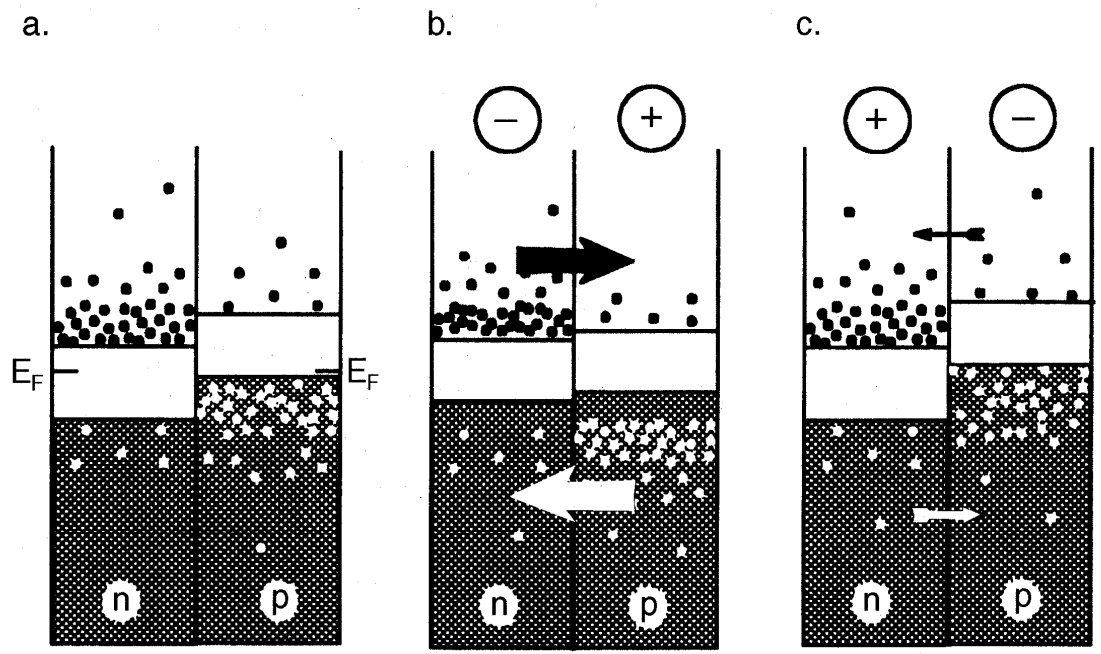 a.
b.
c.
− + + −
E_F E_F
n p n p n p